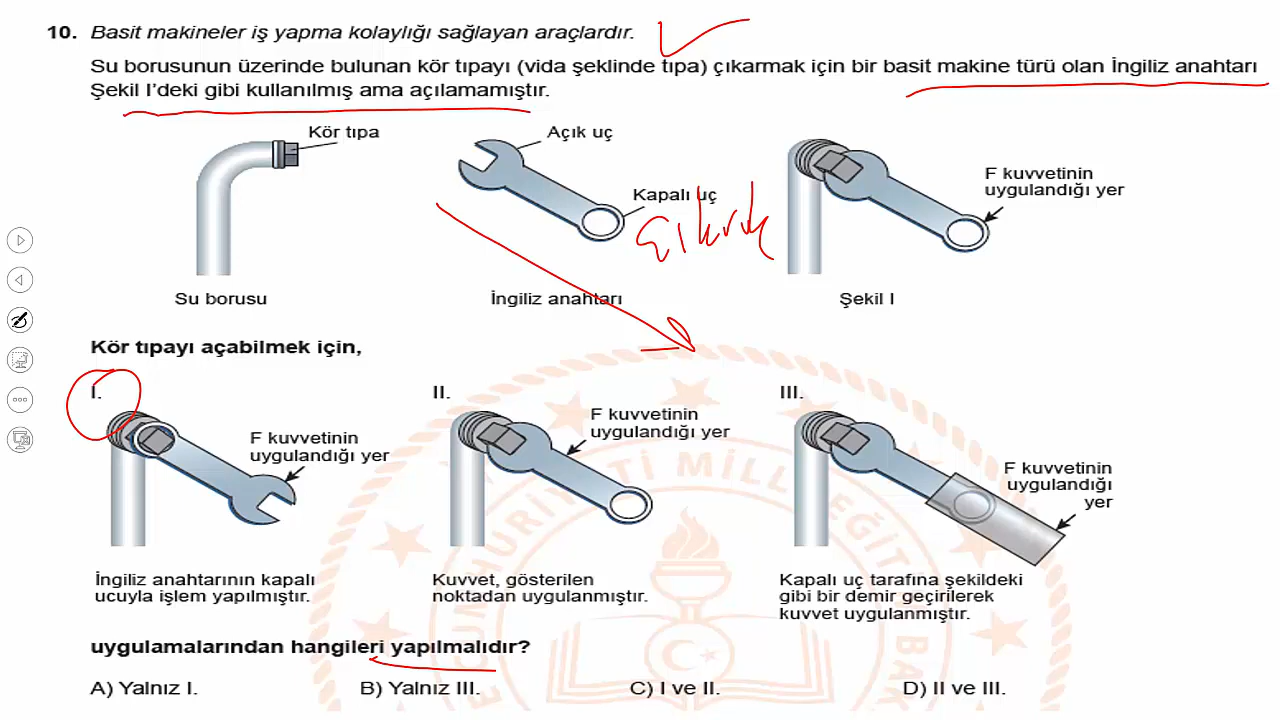 10. Basit makineler iş yapma kolaylığı sağlayan araçlardır.
Su borusunun üzerinde bulunan kör tıpayı (vida şeklinde tıpa) çıkarmak için bir basit makine türü olan İngiliz anahtarı
Şekil I'deki gibi kullanılmış ama açılamamıştır.
Kör tıpa
Açık uç
Kapalı uç
F kuvvetinin
uygulandığı yer
çıkrık
Su borusu
İngiliz anahtarı
Şekil I
Kör tıpayı açabilmek için,
I.
II.
III.
F kuvvetinin
uygulandığı yer
F kuvvetinin
uygulandığı yer
F kuvvetinin
uygulandığı
yer
İngiliz anahtarının kapalı
ucuyla işlem yapılmıştır.
Kuvvet, gösterilen
noktadan uygulanmıştır.
Kapalı uç tarafına şekildeki
gibi bir demir geçirilerek
kuvvet uygulanmıştır.
uygulamalarından hangileri yapılmalıdır?
A) Yalnız I.
B) Yalnız III.
C) I ve II.
D) II ve III.